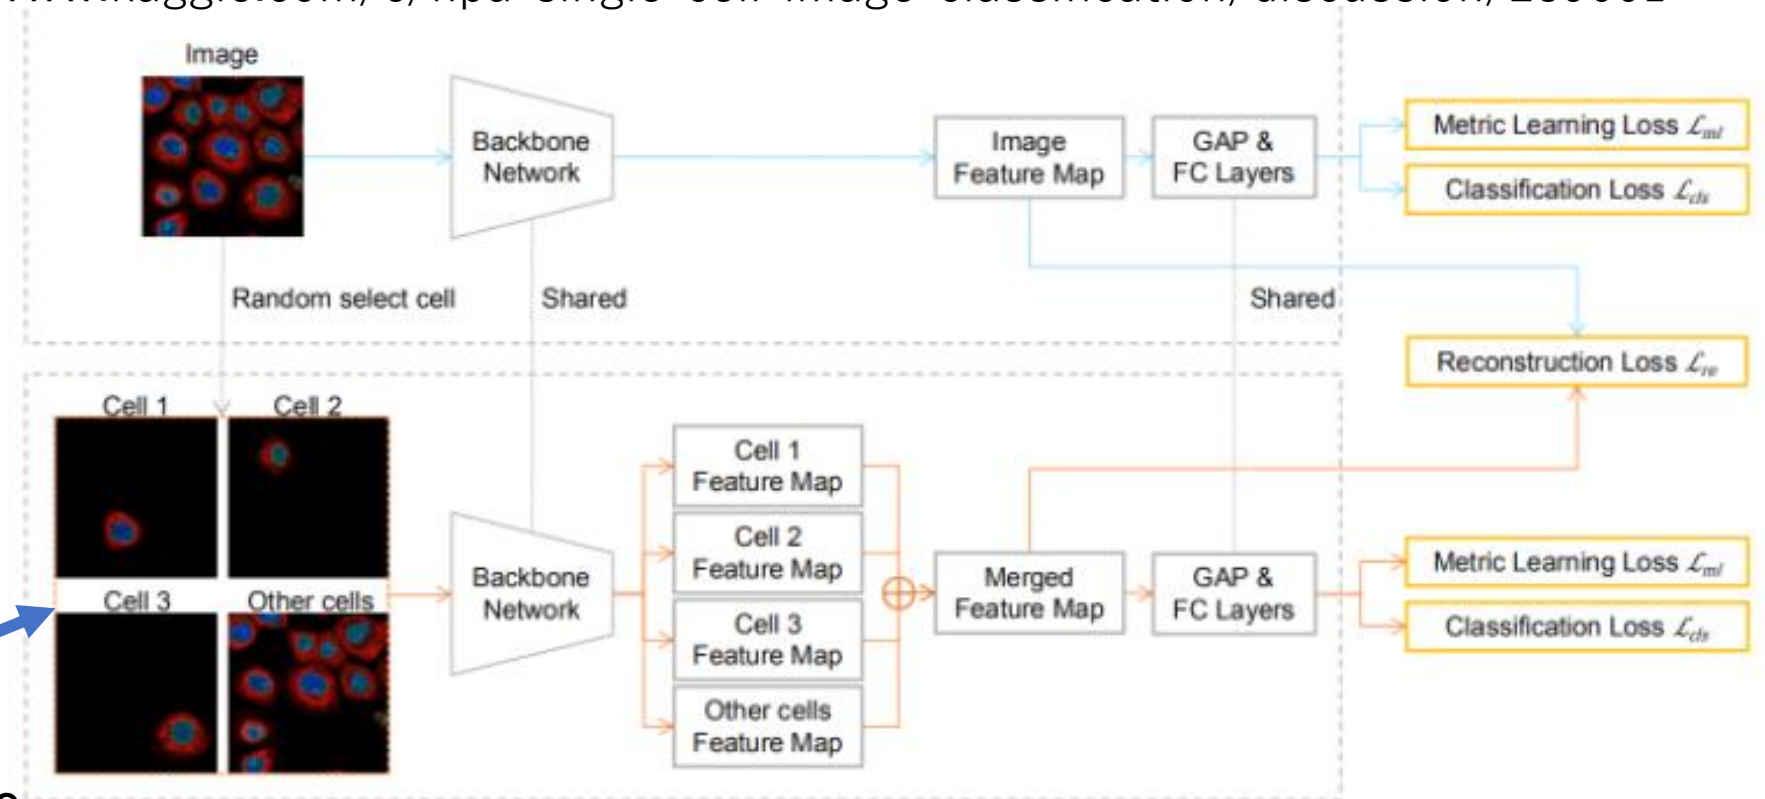 Image
Backbone
Network
Image
Feature Map
GAP &
FC Layers
Metric Learning Loss ℒml
Classification Loss ℒcls
Random select cell
Shared
Shared
Reconstruction Loss ℒre
Cell 1
Cell 2
Cell 3
Other cells
Backbone
Network
Cell 1
Feature Map
Cell 2
Feature Map
Cell 3
Feature Map
Other cells
Feature Map
Merged
Feature Map
GAP &
FC Layers
Metric Learning Loss ℒml
Classification Loss ℒcls